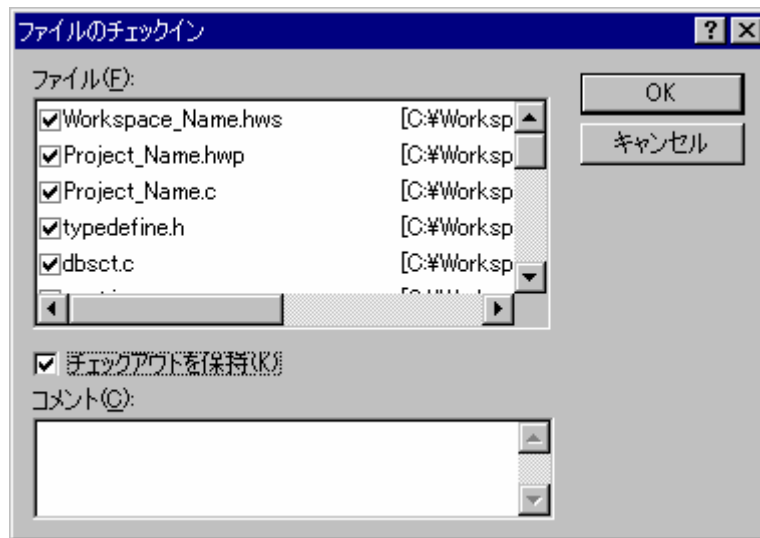 ファイルのチェックイン
ファイル(F):
OK
キャンセル
Workspace_Name.hws [C:¥Worksp
Project_Name.hwp [C:¥Worksp
Project_Name.c [C:¥Worksp
typedefine.h [C:¥Worksp
dbsct.c [C:¥Worksp
チェックアウトを保持(K)
コメント(C):